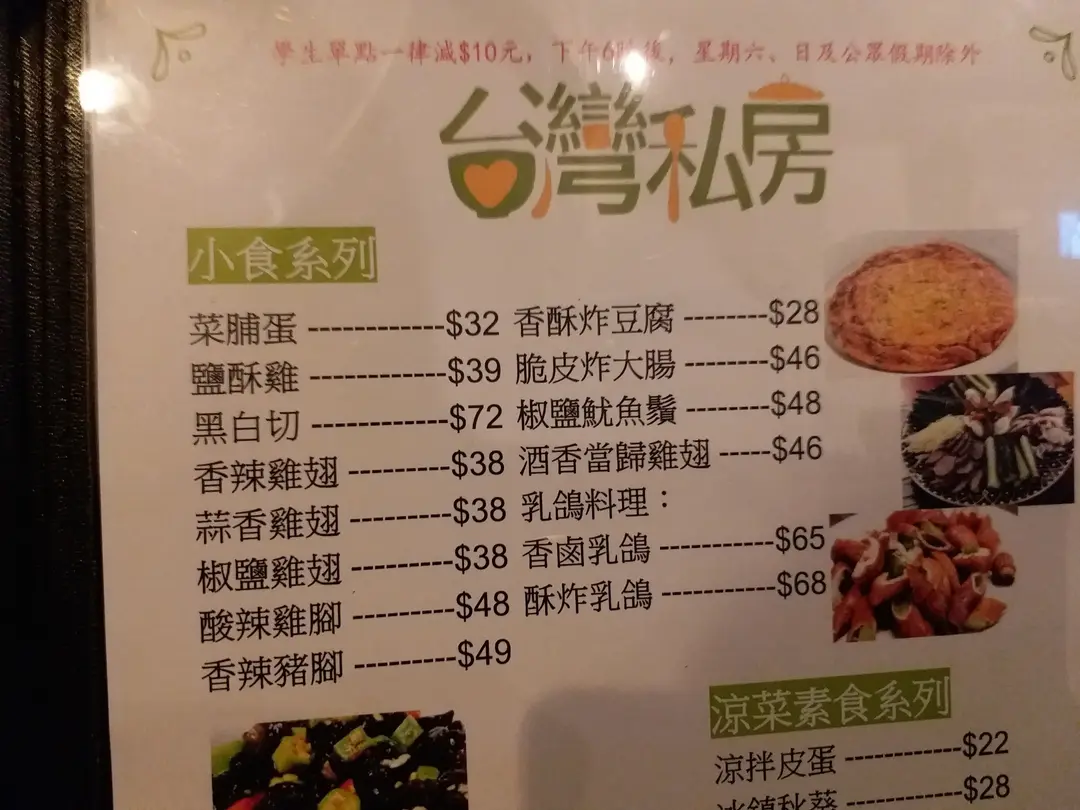 學生單點一律減$10元，下午6時後，星期六、日及公眾假期除外
台灣私房
小食系列
菜脯蛋 -------------$32
鹽酥雞 -------------$39
黑白切 -------------$72
香辣雞翅 ----------$38
蒜香雞翅 ----------$38
椒鹽雞翅 ----------$38
酸辣雞腳 ----------$48
香辣豬腳 ----------$49
香酥炸豆腐 --------$28
脆皮炸大腸 --------$46
椒鹽魷魚鬚 --------$48
酒香當歸雞翅 -----$46
乳鴿料理：
香鹵乳鴿 -----------$65
酥炸乳鴿 -----------$68
涼菜素食系列
涼拌皮蛋 ------------$22
冰鎮秋葵 ------------$28